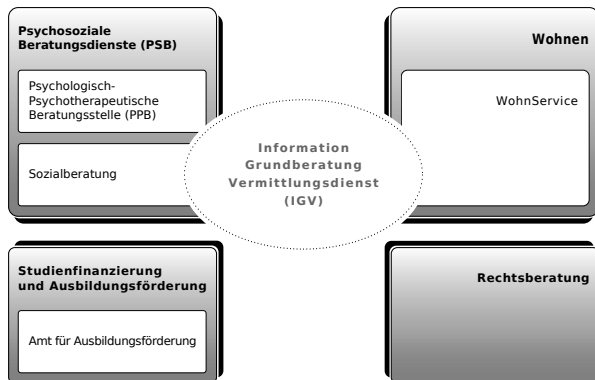 Psychosoziale
Beratungsdienste (PSB)
Psychologisch-
Psychotherapeutische
Beratungsstelle (PPB)
Sozialberatung
Wohnen
WohnService
Information
Grundberatung
Vermittlungsdienst
(IGV)
Studienfinanzierung
und Ausbildungsförderung
Amt für Ausbildungsförderung
Rechtsberatung